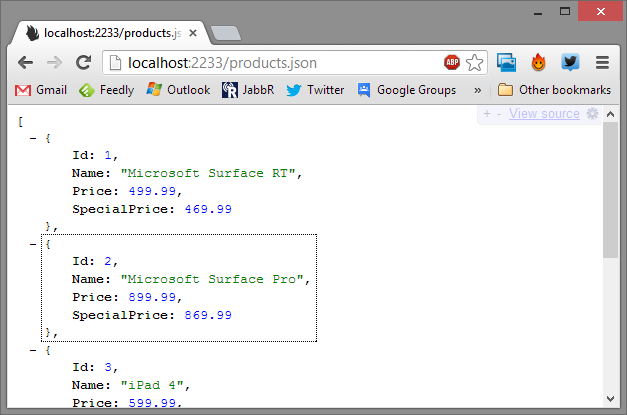 localhost:2233/products.js
localhost:2233/products.json
ABP
Gmail Feedly Outlook JabbR Twitter Google Groups » Other bookmarks
+ - View source
[
- {
Id: 1,
Name: "Microsoft Surface RT",
Price: 499.99,
SpecialPrice: 469.99
},
- {
Id: 2,
Name: "Microsoft Surface Pro",
Price: 899.99,
SpecialPrice: 869.99
},
- {
Id: 3,
Name: "iPad 4",
Price: 599.99,